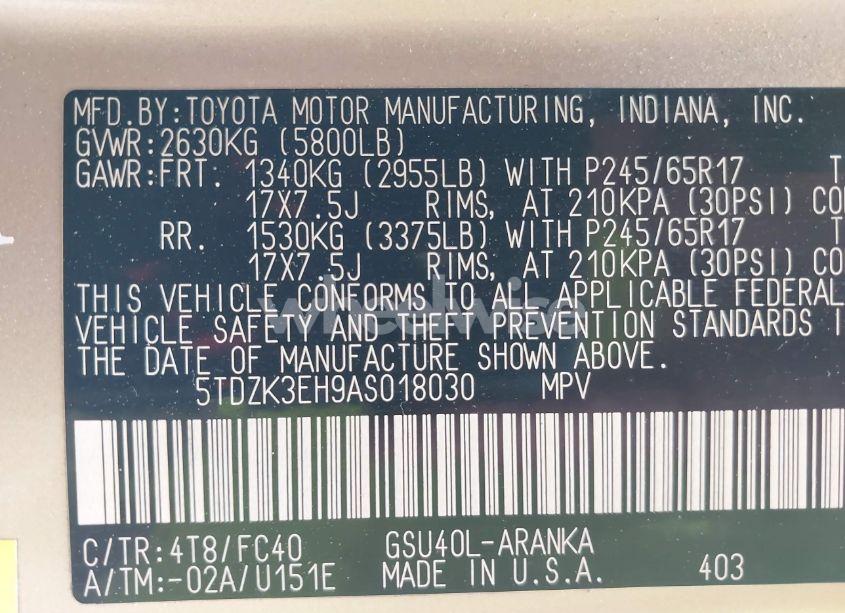 MFD.BY:TOYOTA MOTOR MANUFACTURING, INDIANA, INC.
GVWR:2630KG (5800LB)
GAWR:FRT. 1340KG (2955LB) WITH P245/65R17 T
17X7.5J RIMS, AT 210KPA (30PSI) CO
RR. 1530KG (3375LB) WITH P245/65R17 T
17X7.5J RIMS, AT 210KPA (30PSI) CO
THIS VEHICLE CONFORMS TO ALL APPLICABLE FEDERAL
VEHICLE SAFETY AND THEFT PREVENTION STANDARDS I
THE DATE OF MANUFACTURE SHOWN ABOVE.
5TDZK3EH9AS018030 MPV
C/TR:4T8/FC40 GSU40L-ARANKA
A/TM:-02A/U151E MADE IN U.S.A. 403
wheelwise